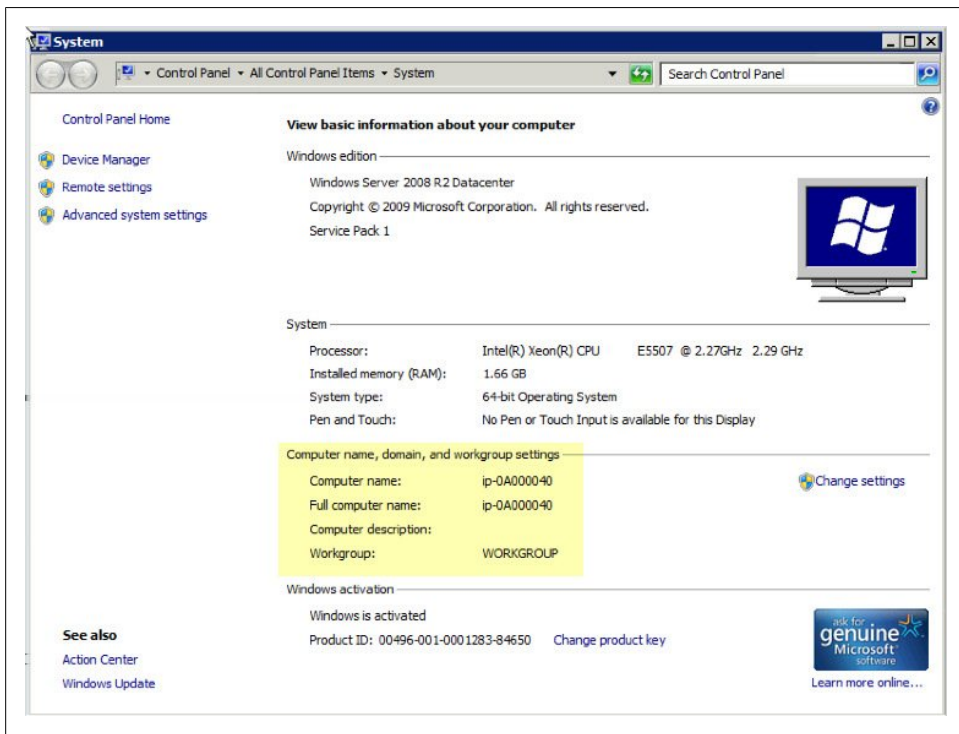 System
Control Panel All Control Panel Items System
Search Control Panel
Control Panel Home
Device Manager
Remote settings
Advanced system settings
View basic information about your computer
Windows edition
Windows Server 2008 R2 Datacenter
Copyright © 2009 Microsoft Corporation. All rights reserved.
Service Pack 1
System
Processor: Intel(R) Xeon(R) CPU E5507 @ 2.27GHz 2.29 GHz
Installed memory (RAM): 1.66 GB
System type: 64-bit Operating System
Pen and Touch: No Pen or Touch Input is available for this Display
Computer name, domain, and workgroup settings
Computer name: ip-0A000040
Change settings
Full computer name: ip-0A000040
Computer description:
Workgroup: WORKGROUP
Windows activation
Windows is activated
Product ID: 00496-001-0001283-84650 Change product key
ask for
genuine
Microsoft
software
Learn more online...
See also
Action Center
Windows Update